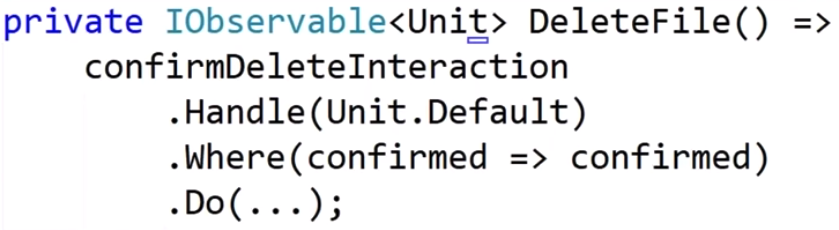 private IObservable<Unit> DeleteFile() =>
    confirmDeleteInteraction
        .Handle(Unit.Default)
        .Where(confirmed => confirmed)
        .Do(...);